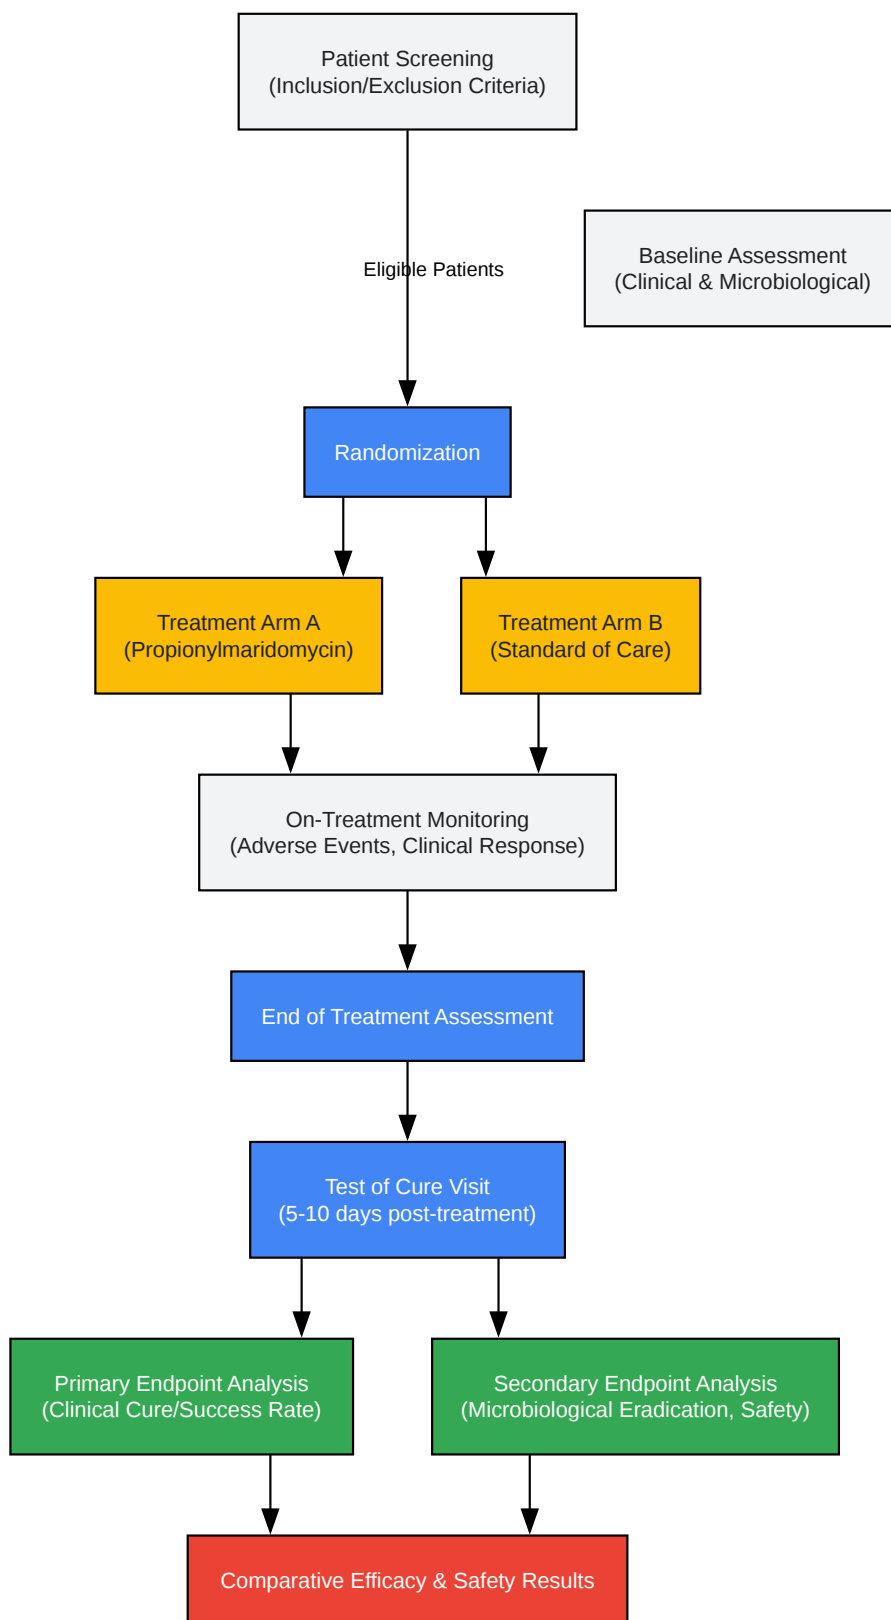 Patient Screening
(Inclusion/Exclusion Criteria)
Baseline Assessment
(Clinical & Microbiological)
Eligible Patients
Randomization
Treatment Arm A
(Propionylmaridomycin)
Treatment Arm B
(Standard of Care)
On-Treatment Monitoring
(Adverse Events, Clinical Response)
End of Treatment Assessment
Test of Cure Visit
(5-10 days post-treatment)
Primary Endpoint Analysis
(Clinical Cure/Success Rate)
Secondary Endpoint Analysis
(Microbiological Eradication, Safety)
Comparative Efficacy & Safety Results